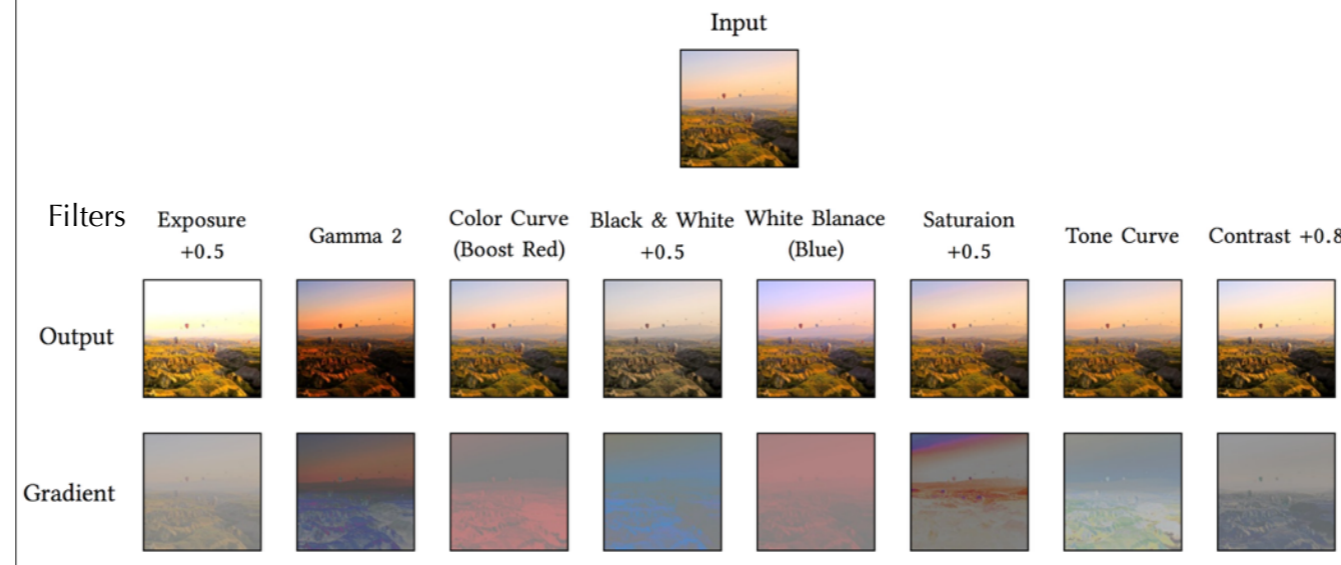 Input
Filters
Exposure
+0.5
Gamma 2
Color Curve
(Boost Red)
Black & White
+0.5
White Blanace
(Blue)
Saturaion
+0.5
Tone Curve
Contrast +0.8
Output
Gradient